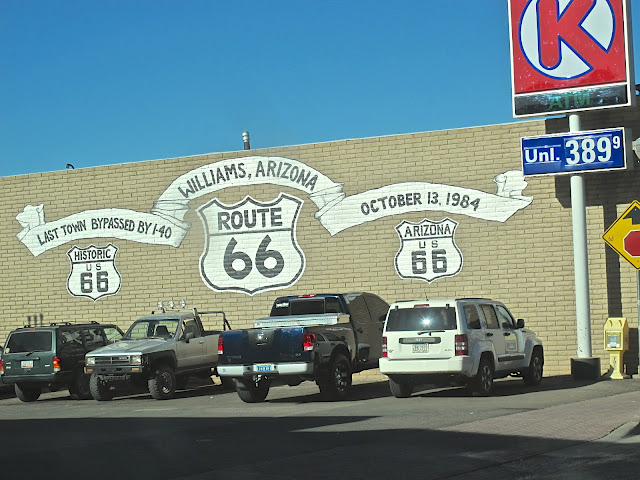 K
ATM
Unl. 389⁹
WILLIAMS, ARIZONA
LAST TOWN BYPASSED BY I-40
OCTOBER 13, 1984
HISTORIC
US
66
ROUTE
66
ARIZONA
US
66